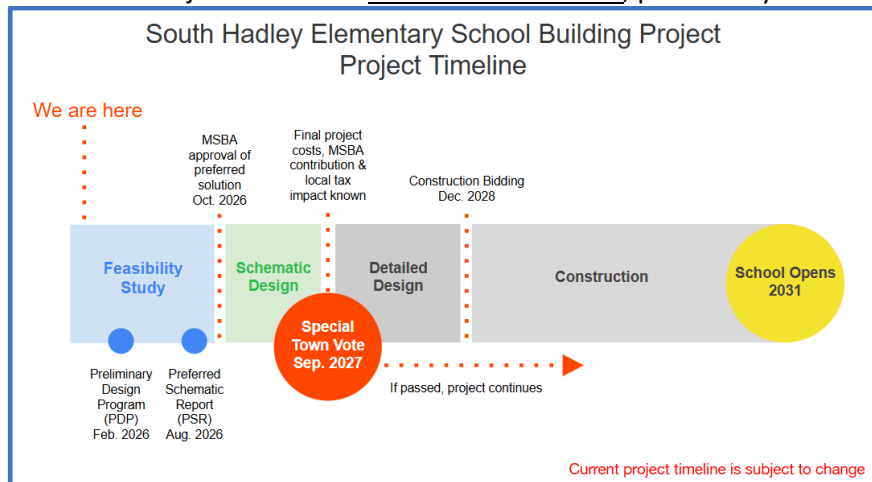 South Hadley Elementary School Building Project
Project Timeline
We are here
MSBA
approval of
preferred
solution
Oct. 2026
Final project
costs, MSBA
contribution &
local tax
impact known
Construction Bidding
Dec. 2028
Feasibility
Study
Schematic
Design
Detailed
Design
Construction
School Opens
2031
Special
Town Vote
Sep. 2027
Preliminary
Design
Program
(PDP)
Feb. 2026
Preferred
Schematic
Report
(PSR)
Aug. 2026
If passed, project continues
Current project timeline is subject to change